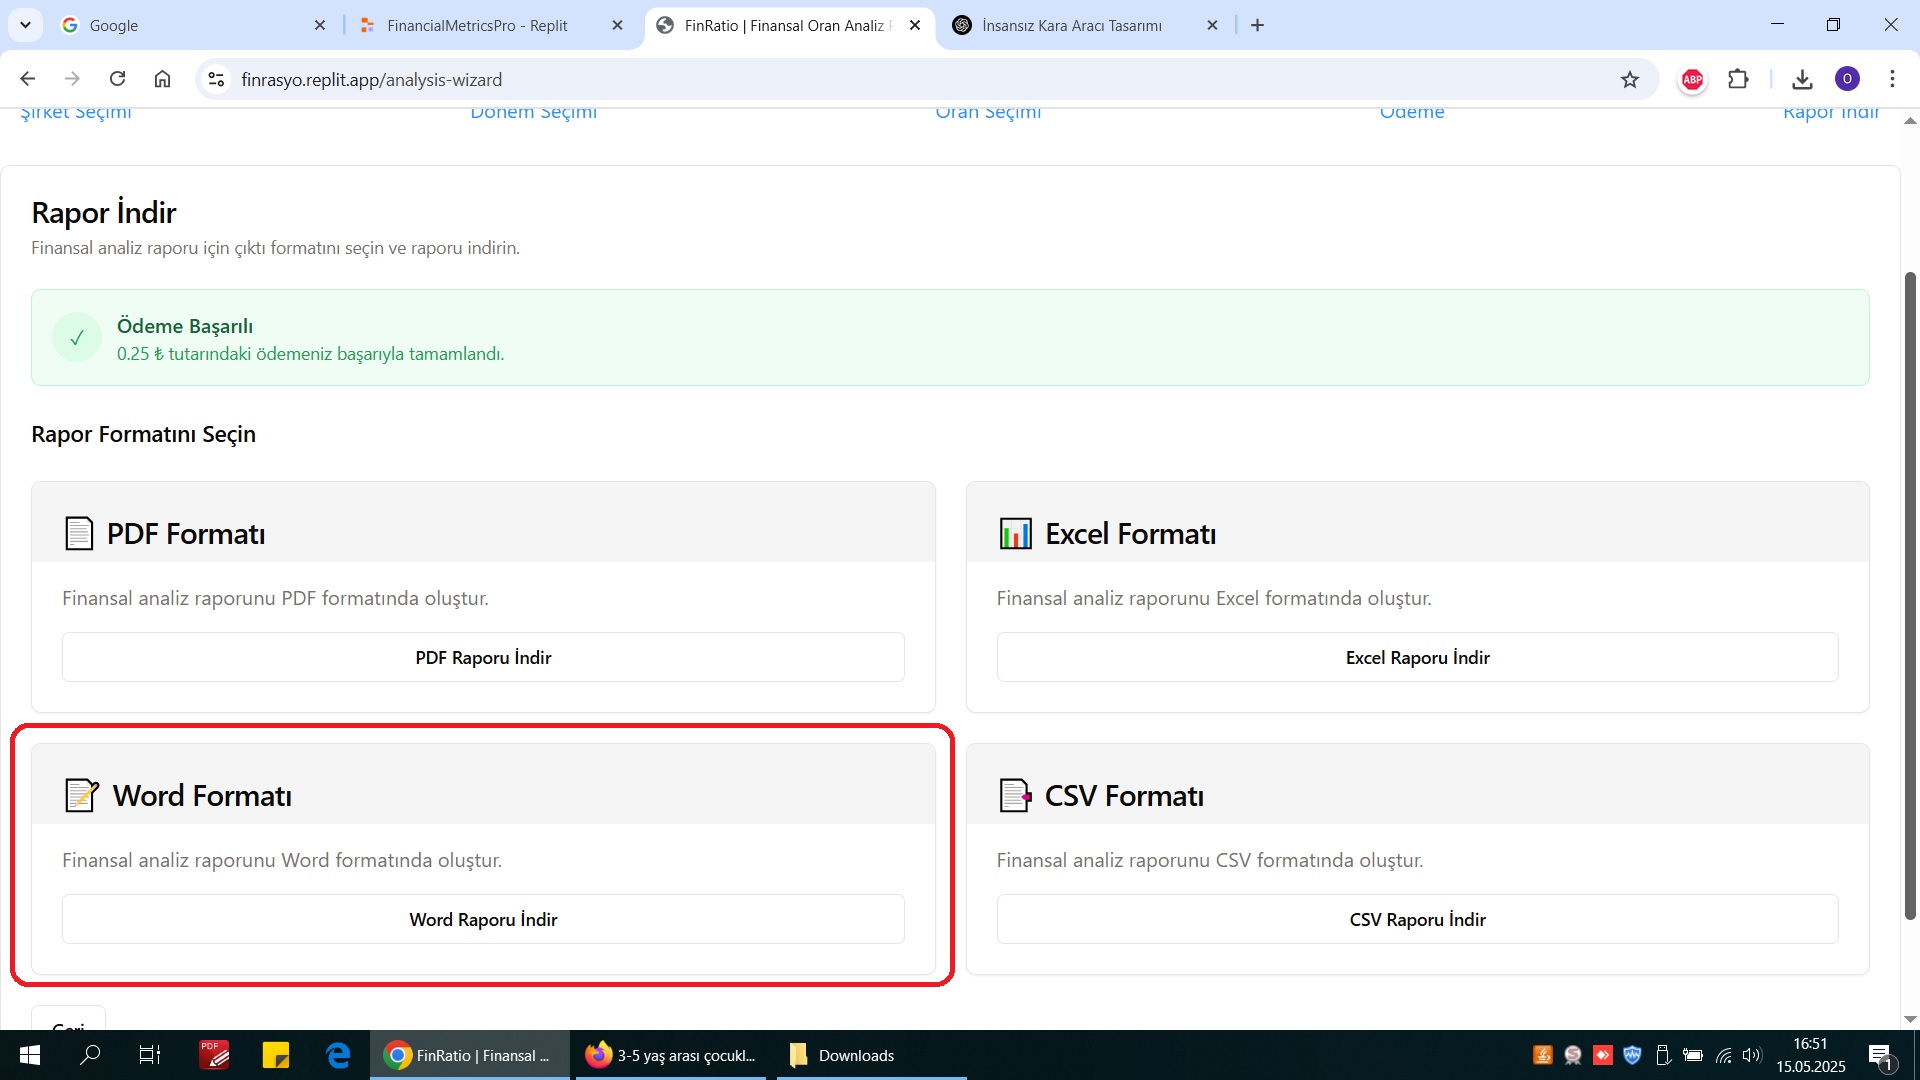 Google
FinancialMetricsPro - Replit
FinRatio | Finansal Oran Analiz
İnsansız Kara Aracı Tasarımı
finrasyo.replit.app/analysis-wizard
ABP
O
Şirket Seçimi
Dönem Seçimi
Oran Seçimi
Ödeme
Rapor İndir
Rapor İndir
Finansal analiz raporu için çıktı formatını seçin ve raporu indirin.
Ödeme Başarılı
0.25 ₺ tutarındaki ödemeniz başarıyla tamamlandı.
Rapor Formatını Seçin
PDF Formatı
Excel Formatı
Finansal analiz raporunu PDF formatında oluştur.
Finansal analiz raporunu Excel formatında oluştur.
PDF Raporu İndir
Excel Raporu İndir
Word Formatı
CSV Formatı
Finansal analiz raporunu Word formatında oluştur.
Finansal analiz raporunu CSV formatında oluştur.
Word Raporu İndir
CSV Raporu İndir
Geri
PDF
FinRatio | Finansal ...
3-5 yaş arası çocukl...
Downloads
16:51
15.05.2025
1